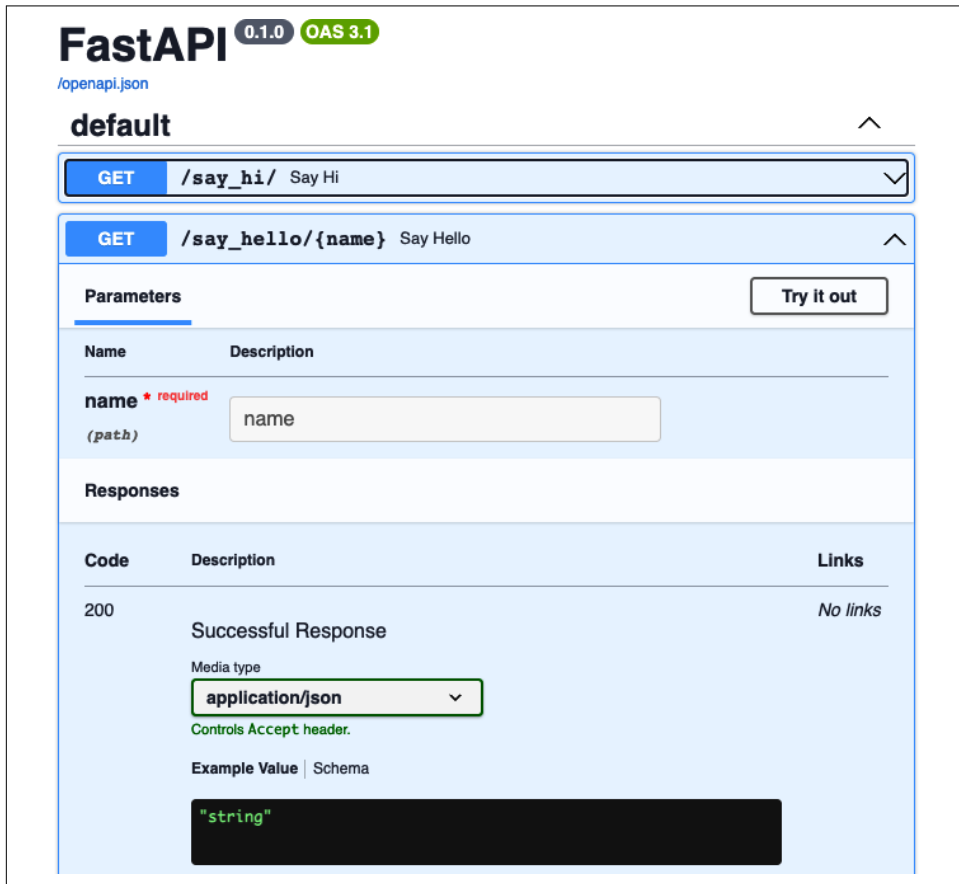 FastAPI 0.1.0 OAS 3.1
/openapi.json
default
GET /say_hi/ Say Hi
GET /say_hello/{name} Say Hello
Parameters Try it out
Name Description
name * required
name
(path)
Responses
Code Description Links
200 No links
Successful Response
Media type
application/json
Controls Accept header.
Example Value | Schema
"string"